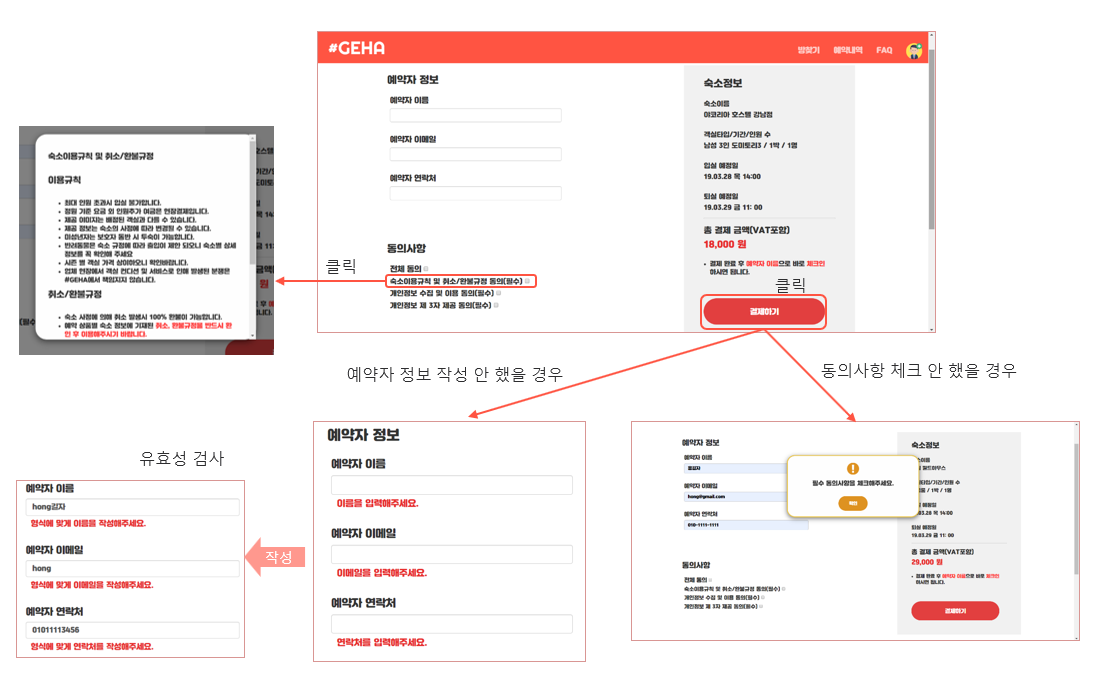 #GEHA
방찾기 예약내역 FAQ
예약자 정보
예약자 이름
예약자 이메일
예약자 연락처
동의사항
전체 동의
숙소이용규칙 및 취소/환불규정 동의(필수)
개인정보 수집 및 이용 동의(필수)
개인정보 제 3자 제공 동의(필수)
숙소정보
숙소이름
이코리아 호스텔 강남점
객실타입/기간/인원 수
남성 3인 도미토리3 / 1박 / 1명
입실 예정일
19.03.28 목 14:00
퇴실 예정일
19.03.29 금 11: 00
총 결제 금액(VAT포함)
18,000 원
결제 완료 후 예약자 이름으로 바로 체크인
하시면 됩니다.
클릭
결제하기
클릭
숙소이용규칙 및 취소/환불규정
이용규칙
최대 인원 초과시 입실 불가입니다.
정원 기준 요금 외 인원추가 여금은 현장결제입니다.
제공 이미지는 배정된 객실과 다를 수 있습니다.
제공 정보는 숙소의 사정에 따라 변경될 수 있습니다.
미성년자는 보호자 동반 시 투숙이 가능합니다.
반려동물은 숙소 규정에 따라 출입이 제한 되오니 숙소별 상세
정보를 꼭 확인해 주세요
시즌 별 객실 가격 상이하오니 확인바랍니다.
업체 현장에서 객실 컨디션 및 서비스로 인해 발생된 분쟁은
#GEHA에서 책임지지 않습니다.
취소/환불규정
숙소 사정에 의해 취소 발생시 100% 환불이 가능합니다.
예약 상품별 숙소 정보에 기재된 취소, 환불규정을 반드시 확
인 후 이용해주시기 바랍니다.
예약자 정보 작성 안 했을 경우
동의사항 체크 안 했을 경우
예약자 정보
예약자 이름
이름을 입력해주세요.
예약자 이메일
이메일을 입력해주세요.
예약자 연락처
연락처를 입력해주세요.
작성
유효성 검사
예약자 이름
hong길자
형식에 맞게 이름을 작성해주세요.
예약자 이메일
hong
형식에 맞게 이메일을 작성해주세요.
예약자 연락처
01011113456
형식에 맞게 연락처를 작성해주세요.
예약자 정보
예약자 이름
예약자 이메일
hong@gmail.com
예약자 연락처
010-1111-1111
동의사항
전체 동의
숙소이용규칙 및 취소/환불규정 동의(필수)
개인정보 수집 및 이용 동의(필수)
개인정보 제 3자 제공 동의(필수)
필수 동의사항을 체크해주세요.
숙소정보
퇴실 예정일
19.03.29 금 11: 00
총 결제 금액(VAT포함)
29,000 원
결제 완료 후 예약자 이름으로 바로 체크인
하시면 됩니다.
결제하기